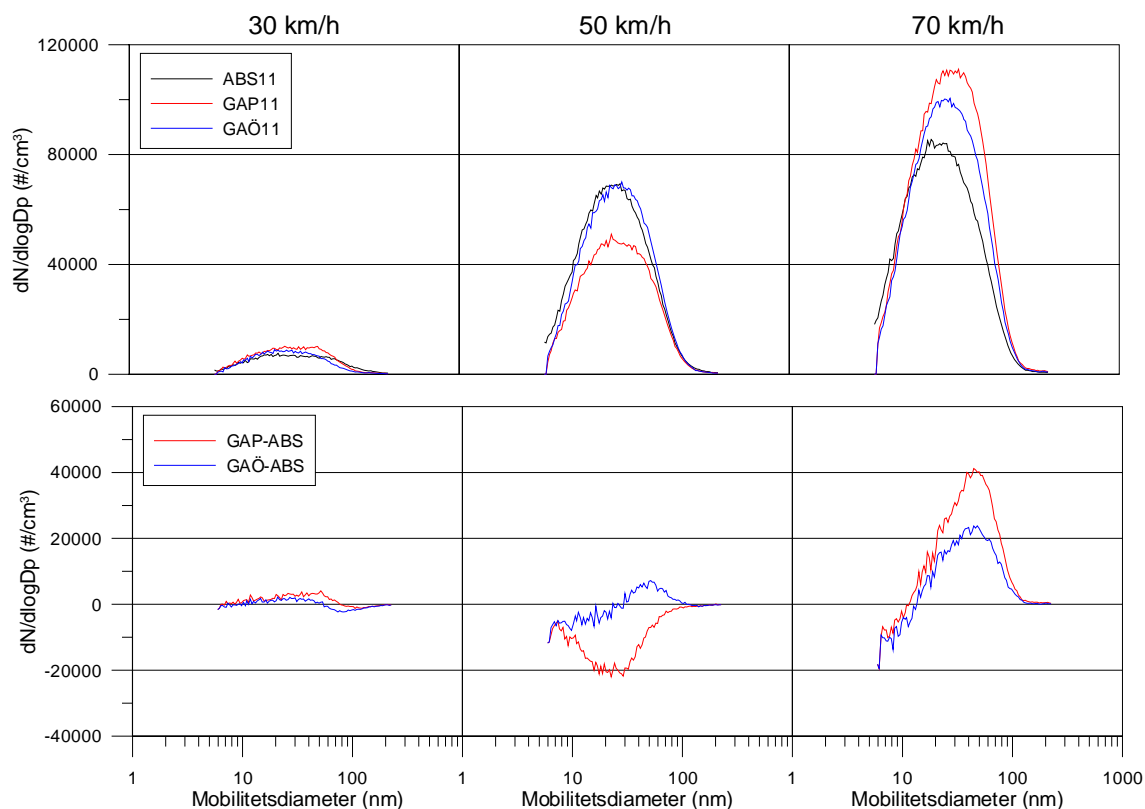 30 km/h 50 km/h 70 km/h
120000
80000
40000
0
dN/dlogDp (#/cm³)
ABS11
GAP11
GAÖ11
60000
40000
20000
0
-20000
-40000
dN/dlogDp (#/cm³)
GAP-ABS
GAÖ-ABS
1 10 100 1 10 100 1 10 100 1000
Mobilitetsdiameter (nm) Mobilitetsdiameter (nm) Mobilitetsdiameter (nm)